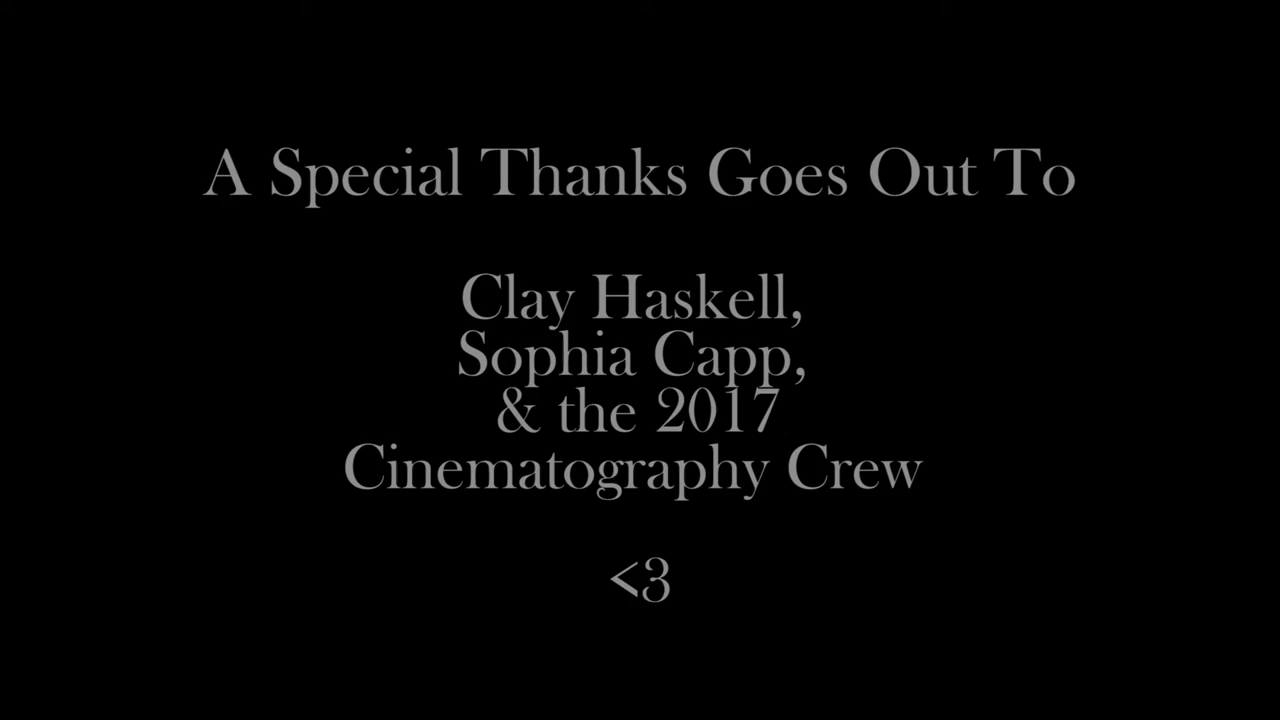 A Special Thanks Goes Out To
Clay Haskell,
Sophia Capp,
& the 2017
Cinematography Crew
<3